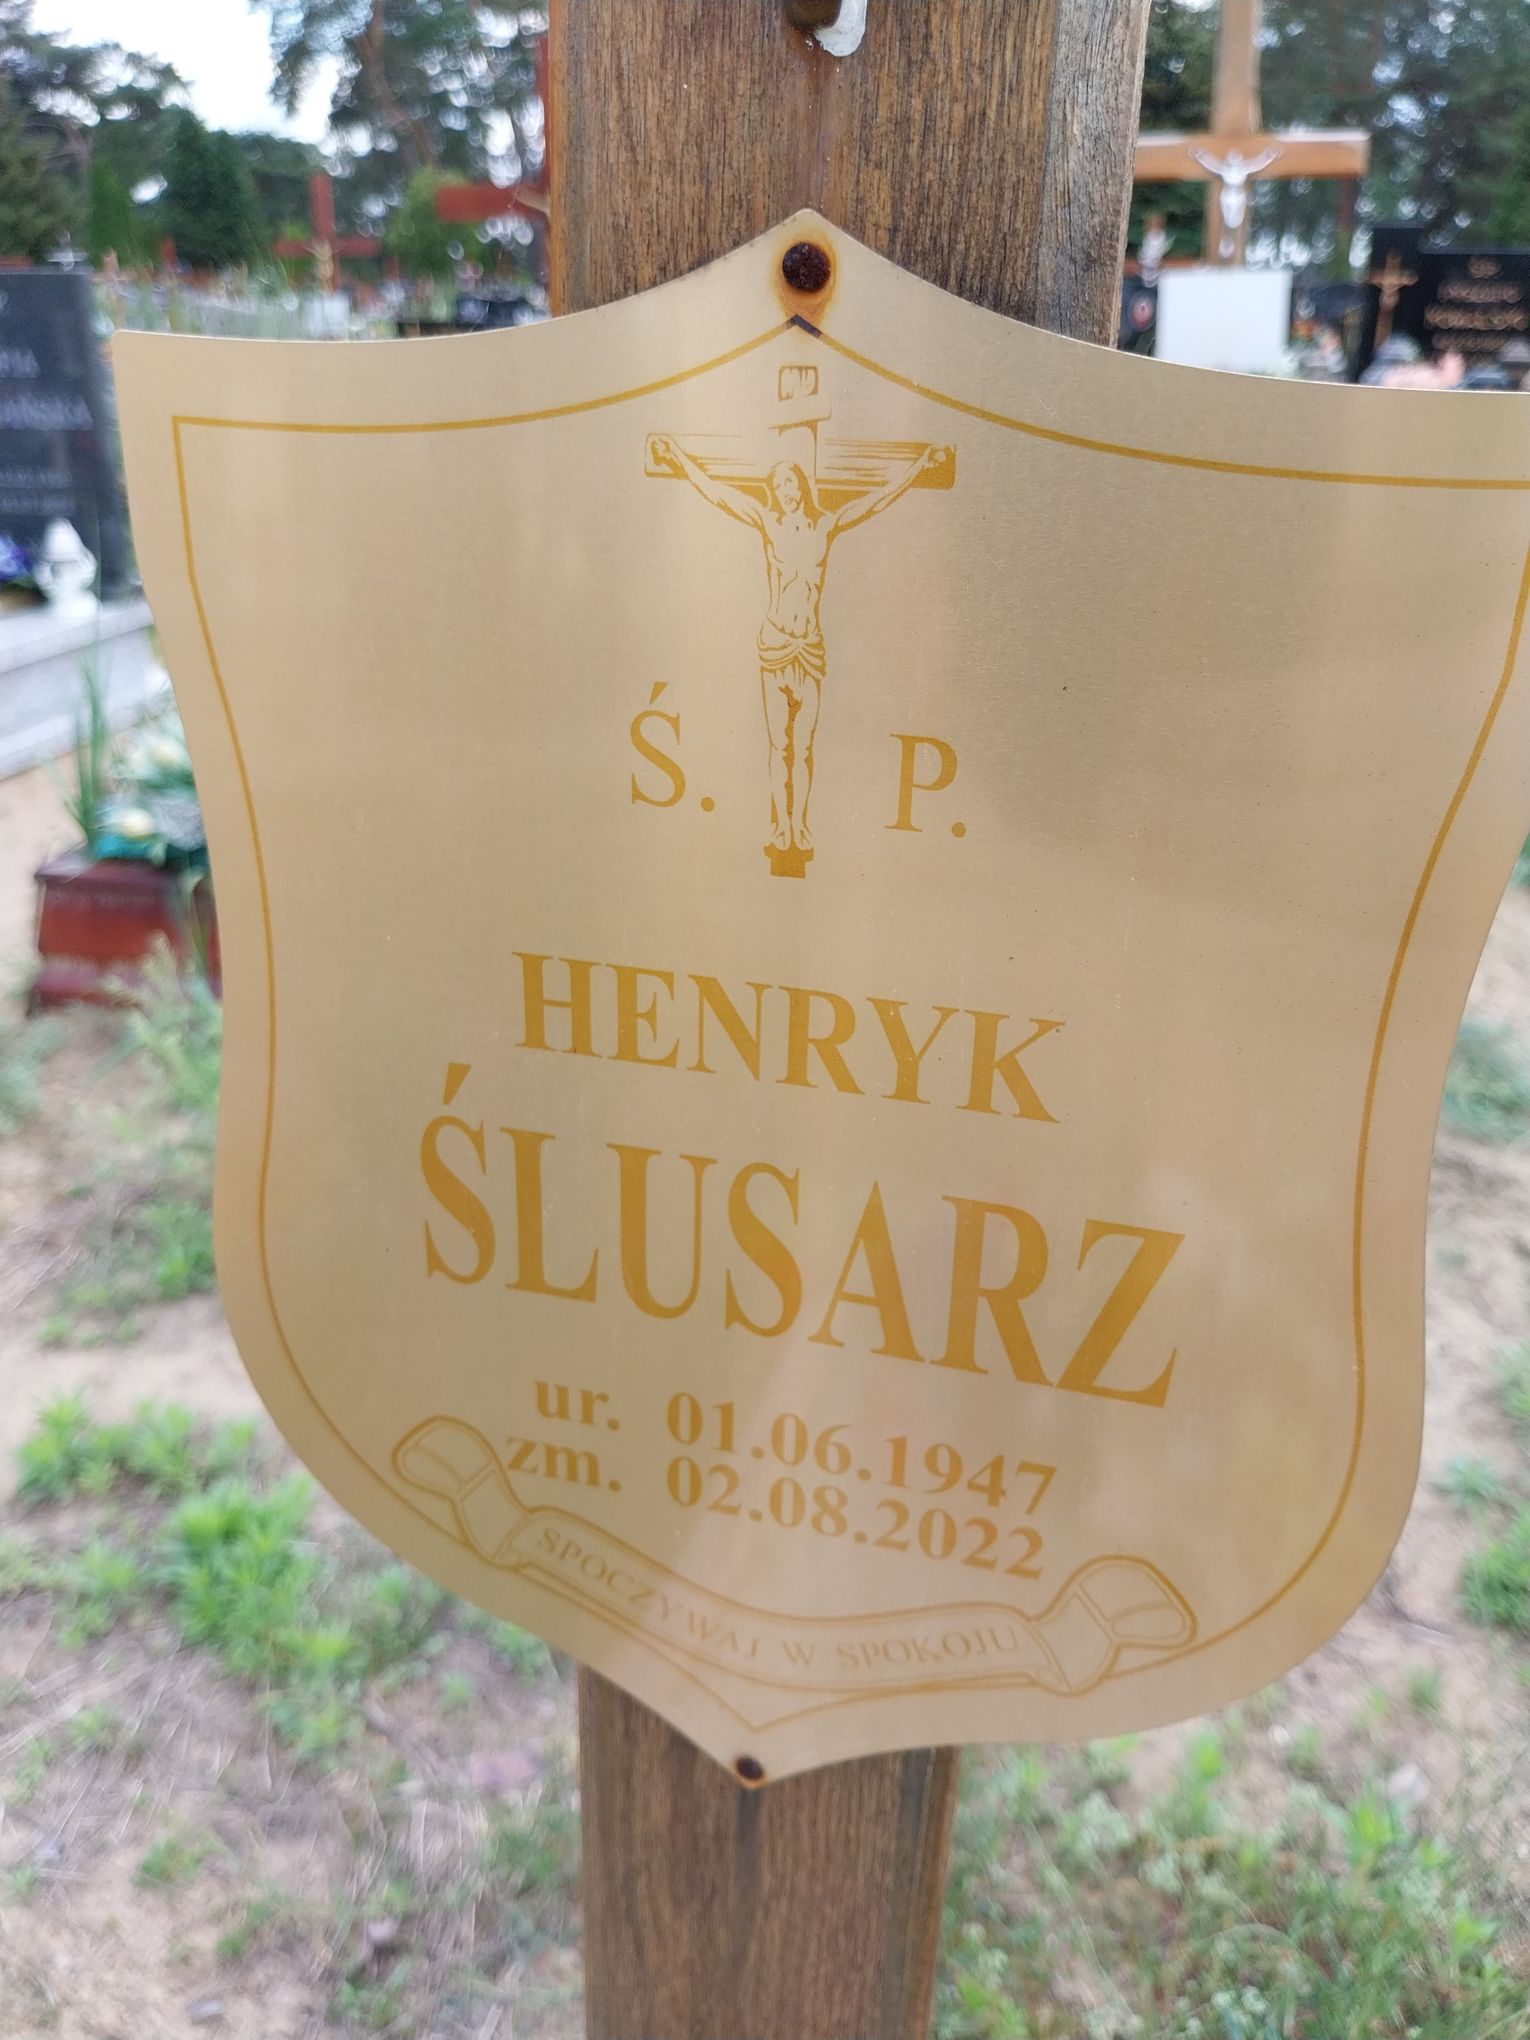 Ś. P.
HENRYK
ŚLUSARZ
ur. 01.06.1947
zm. 02.08.2022
SPOCZYWAJ W SPOKOJU